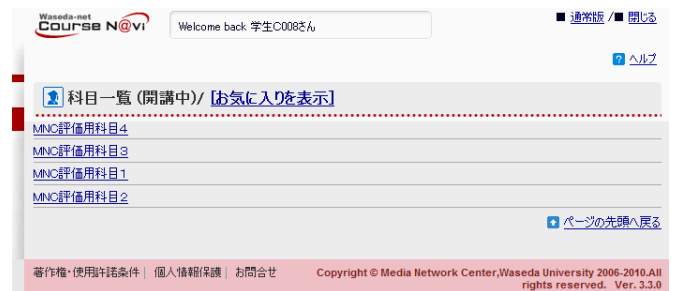 Waseda-net
Course N@vi
Welcome back 学生C008さん
■ 通常版 /■ 閉じる
ヘルプ
科目一覧 (開講中)/ [お気に入りを表示]
MNC評価用科目4
MNC評価用科目3
MNC評価用科目1
MNC評価用科目2
ページの先頭へ戻る
著作権・使用許諾条件｜ 個人情報保護｜ お問合せ
Copyright © Media Network Center,Waseda University 2006-2010.All
rights reserved. Ver. 3.3.0